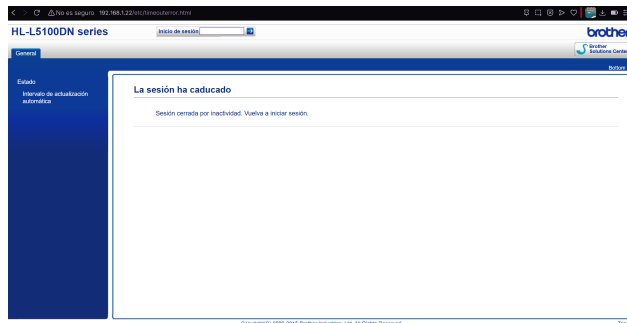 No es seguro 192.168.1.22/etc/timeouterror.html
HL-L5100DN series
Inicio de sesión
brother
General
Brother
Solutions Center
Bottom
Estado
Intervalo de actualización
automática
La sesión ha caducado
Sesión cerrada por inactividad. Vuelva a iniciar sesión.